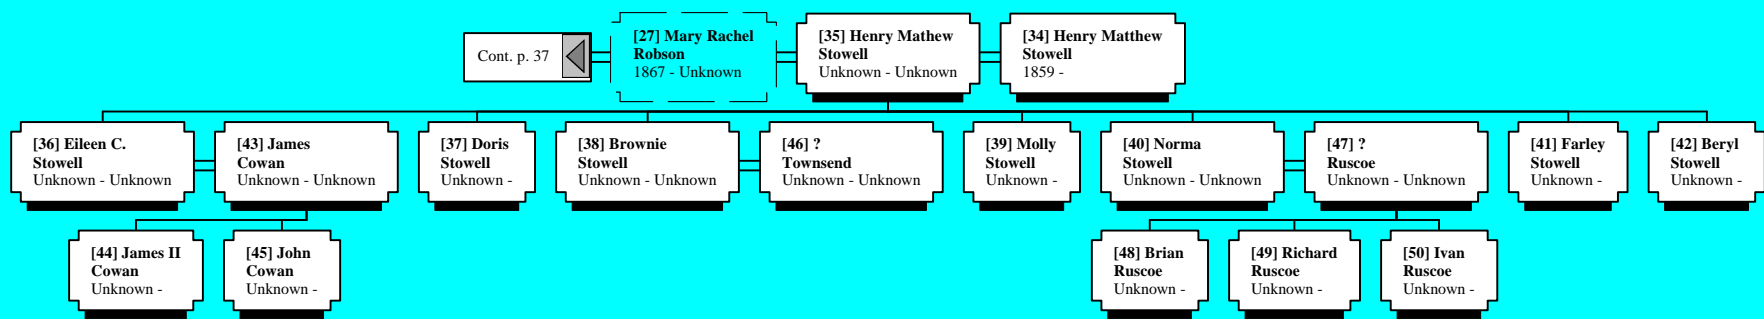 Cont. p. 37
[27] Mary Rachel
Robson
1867 - Unknown
[35] Henry Mathew
Stowell
Unknown - Unknown
[34] Henry Matthew
Stowell
1859 -
[36] Eileen C.
Stowell
Unknown - Unknown
[43] James
Cowan
Unknown - Unknown
[37] Doris
Stowell
Unknown -
[38] Brownie
Stowell
Unknown - Unknown
[46] ?
Townsend
Unknown - Unknown
[39] Molly
Stowell
Unknown -
[40] Norma
Stowell
Unknown - Unknown
[47] ?
Ruscoe
Unknown - Unknown
[41] Farley
Stowell
Unknown -
[42] Beryl
Stowell
Unknown -
[44] James II
Cowan
Unknown -
[45] John
Cowan
Unknown -
[48] Brian
Ruscoe
Unknown -
[49] Richard
Ruscoe
Unknown -
[50] Ivan
Ruscoe
Unknown -